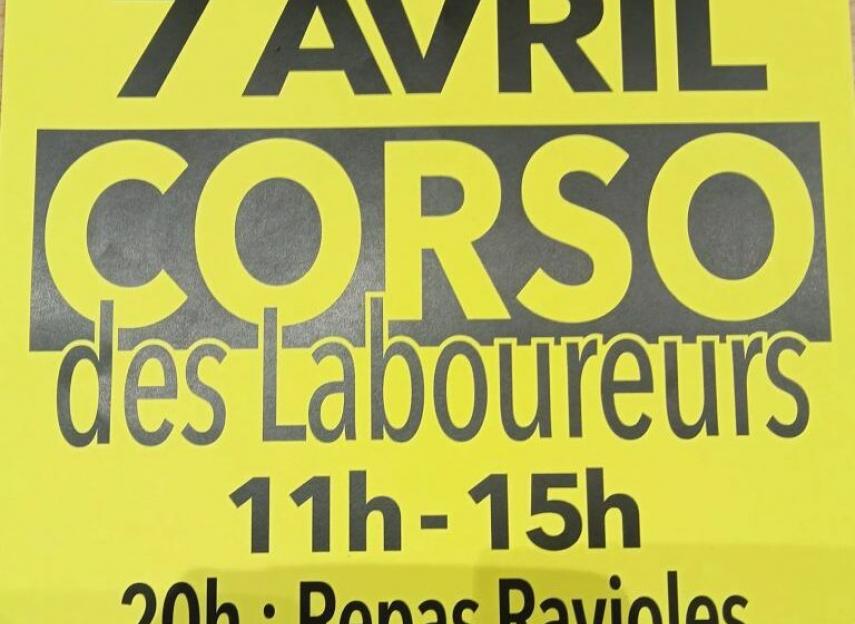 7 AVRIL
CORSO
des Laboureurs
11h - 15h
20h : Repas Ravioles